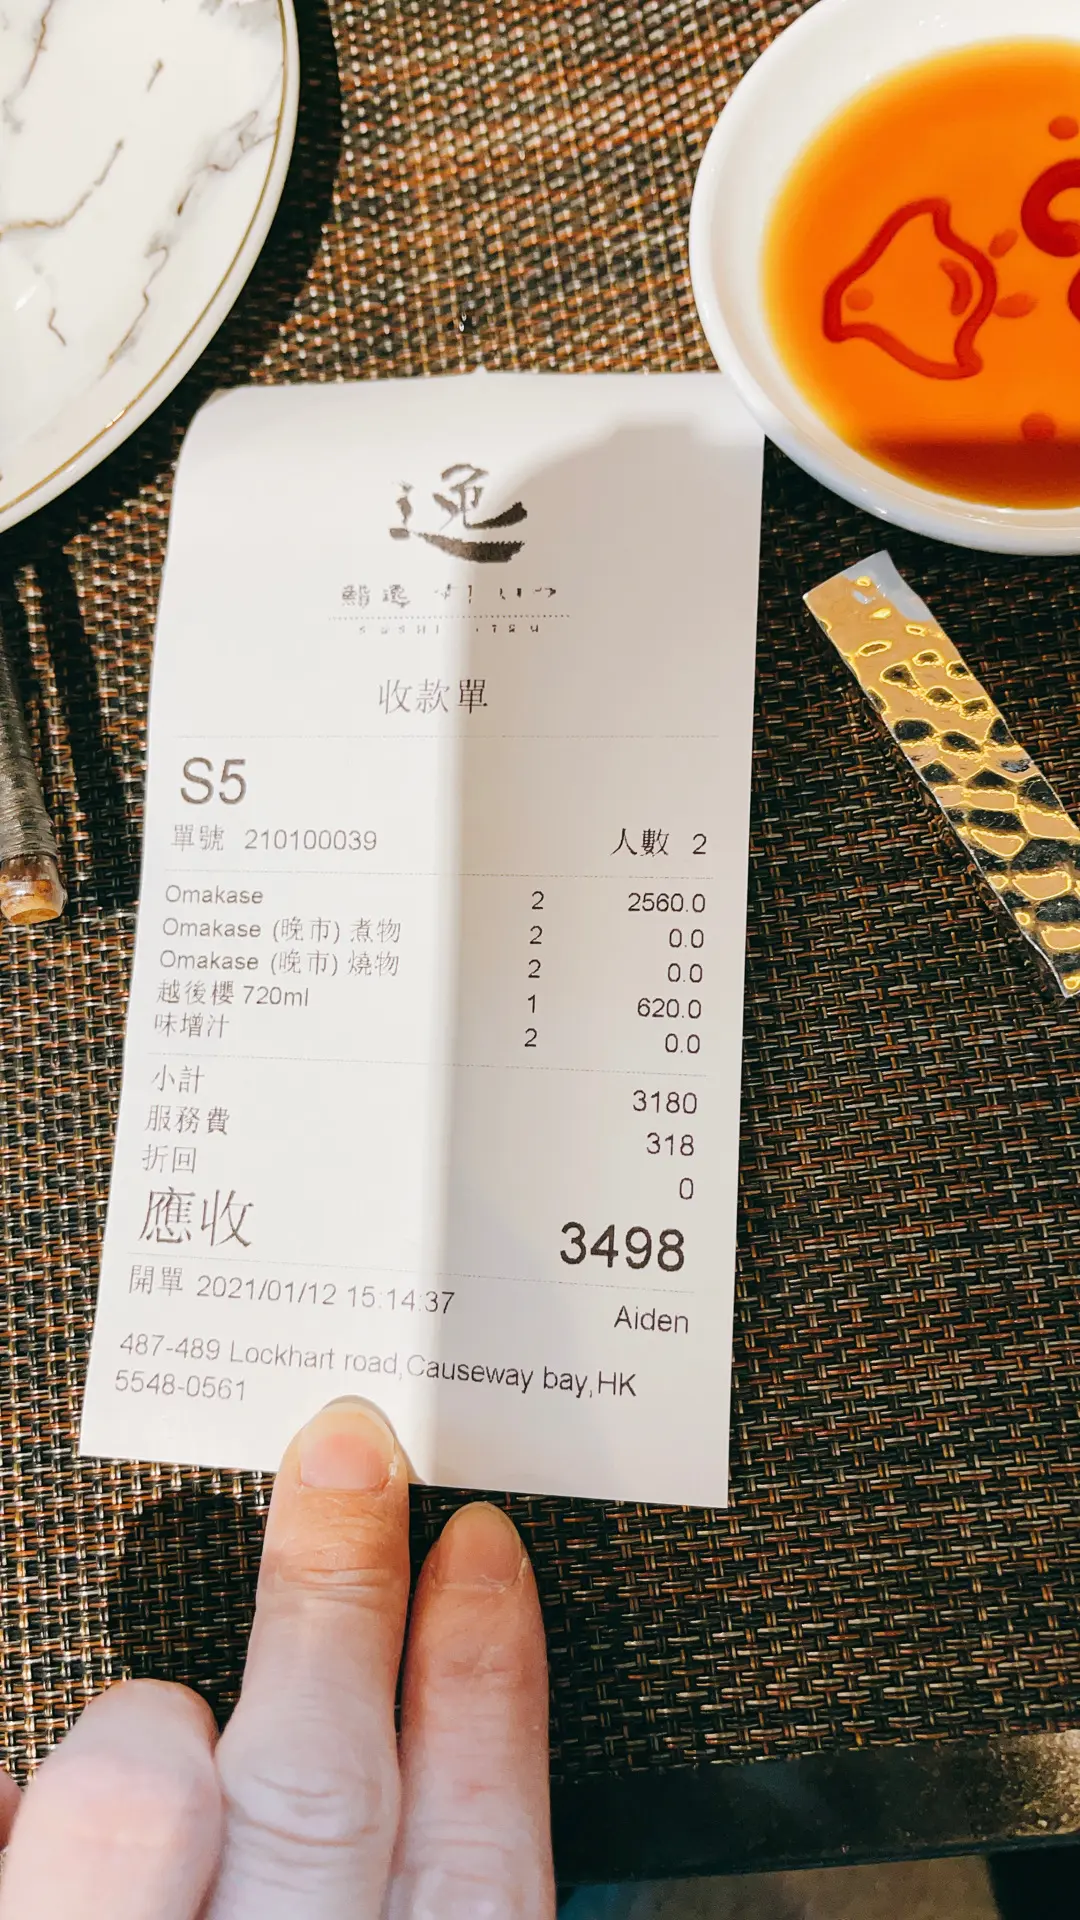 逸
收款單
S5
單號 210100039 人數 2
Omakase 2 2560.0
Omakase (晚市) 煮物 2 0.0
Omakase (晚市) 燒物 2 0.0
越後櫻 720ml 1 620.0
味增汁 2 0.0
小計 3180
服務費 318
折回 0
應收 3498
開單 2021/01/12 15:14:37 Aiden
487-489 Lockhart road,Causeway bay,HK
5548-0561